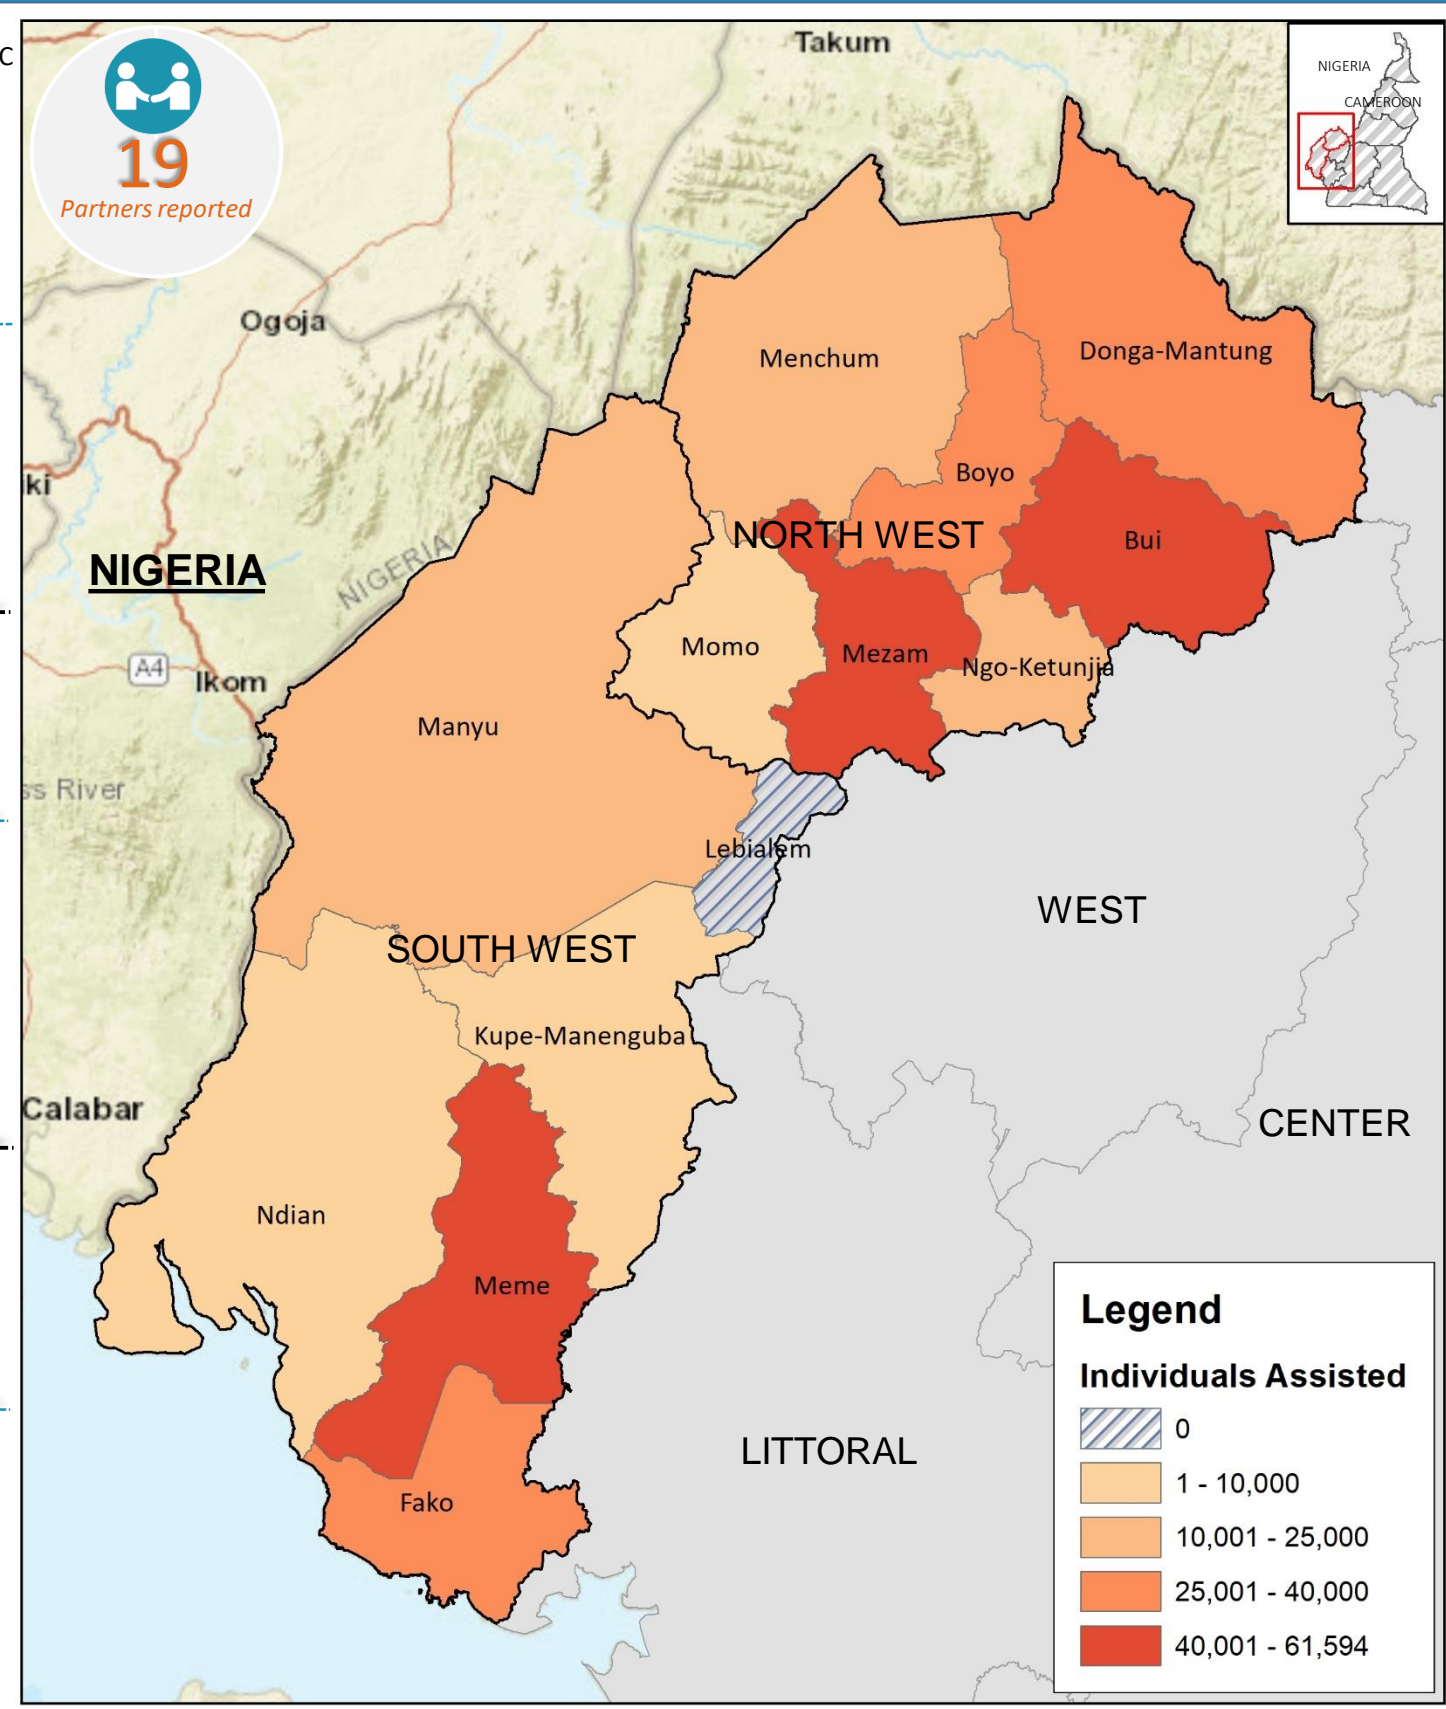 C
19
Partners reported
Takum
NIGERIA
CAMEROON
Ogoja
Menchum
Donga-Mantung
Boyo
iki
NORTH WEST
Bui
NIGERIA
NIGERIA
A4
Ikom
Momo
Mezam
Ngo-Ketunjia
Manyu
ss River
Lebialem
WEST
SOUTH WEST
Kupe-Manenguba
Calabar
CENTER
Ndian
Meme
LITTORAL
Fako
Legend
Individuals Assisted
0
1 - 10,000
10,001 - 25,000
25,001 - 40,000
40,001 - 61,594